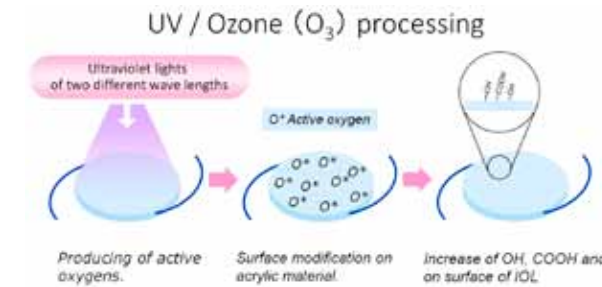 UV / Ozone (O₃) processing
Ultraviolet lights
of two different wave lengths
O⁺ Active oxygen
O⁺ O⁺
O⁺ O⁺ O⁺ O⁺
O⁺ O⁺ O⁺
Producing of active
oxygens.
Surface modification on
acrylic material.
Increase of OH, COOH and
on surface of IOL